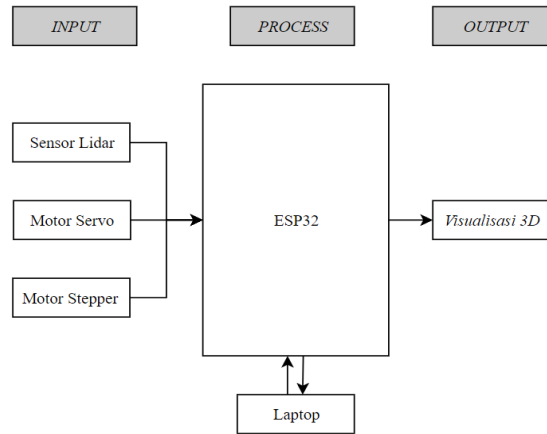 INPUT
PROCESS
OUTPUT
Sensor Lidar
Motor Servo
ESP32
Visualisasi 3D
Motor Stepper
Laptop